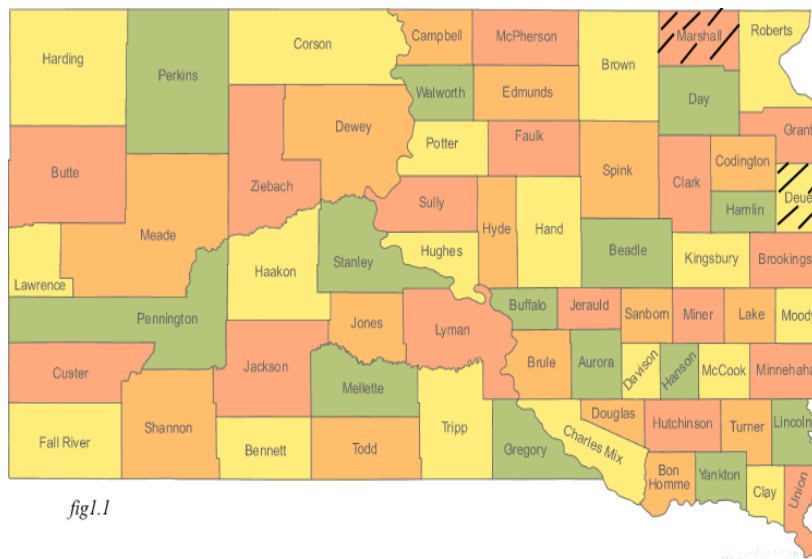 Harding
Perkins
Corson
Campbell
McPherson
Brown
Marshall
Roberts
Walworth
Edmunds
Day
Dewey
Potter
Faulk
Spink
Grant
Butte
Ziebach
Codington
Clark
Meade
Sully
Hyde
Hand
Hamlin
Deuel
Lawrence
Haakon
Stanley
Hughes
Beadle
Kingsbury
Brookings
Pennington
Jones
Lyman
Buffalo
Jerauld
Sanborn
Miner
Lake
Moody
Custer
Jackson
Mellette
Brule
Aurora
Davison
Hanson
McCook
Minnehaha
Fall River
Shannon
Bennett
Todd
Tripp
Gregory
Charles Mix
Douglas
Hutchinson
Turner
Lincoln
Bon
Homme
Yankton
Clay
Union
fig1.1